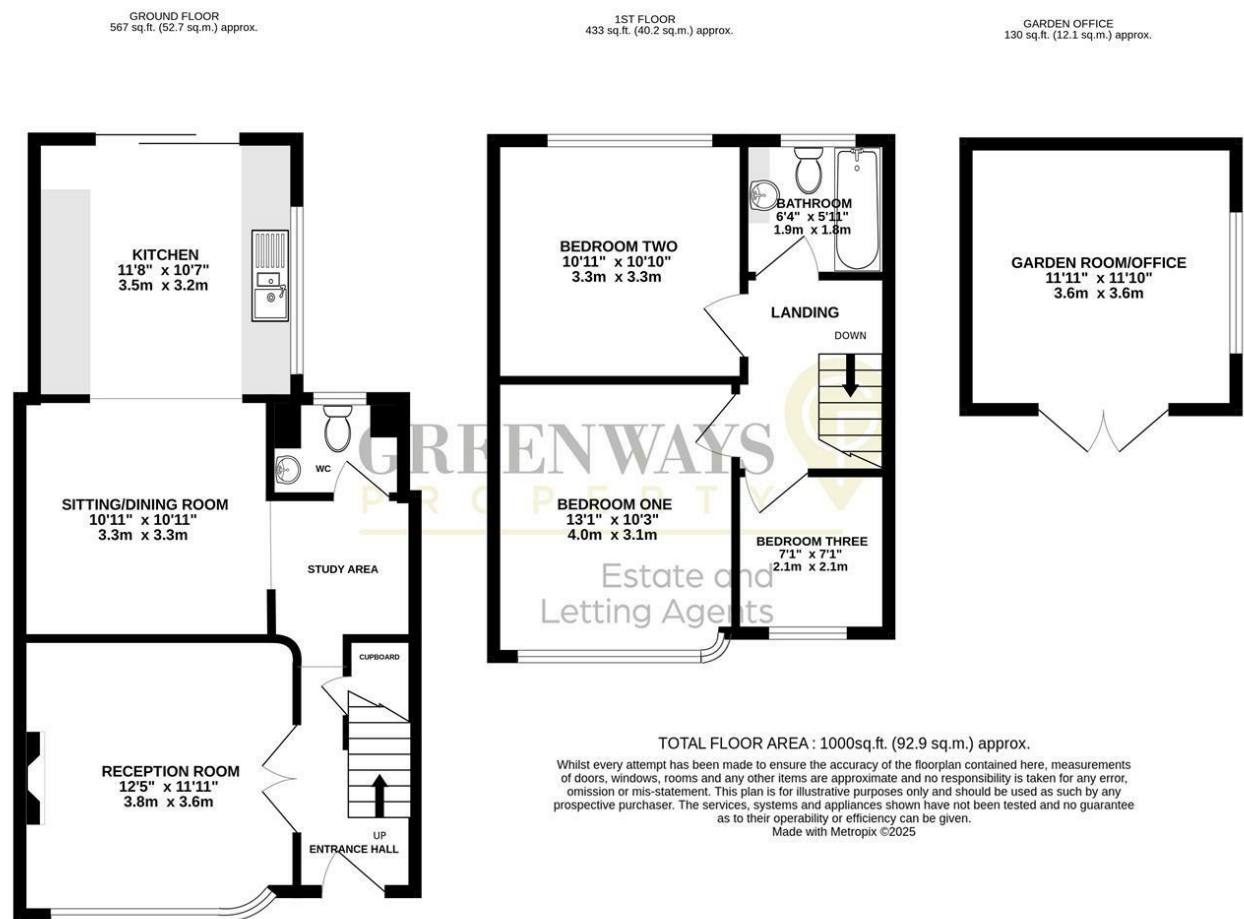 GROUND FLOOR
567 sq.ft. (52.7 sq.m.) approx.
1ST FLOOR
433 sq.ft. (40.2 sq.m.) approx.
GARDEN OFFICE
130 sq.ft. (12.1 sq.m.) approx.
KITCHEN
11'8" x 10'7"
3.5m x 3.2m
WC
SITTING/DINING ROOM
10'11" x 10'11"
3.3m x 3.3m
STUDY AREA
CUPBOARD
RECEPTION ROOM
12'5" x 11'11"
3.8m x 3.6m
UP
ENTRANCE HALL
BEDROOM TWO
10'11" x 10'10"
3.3m x 3.3m
BATHROOM
6'4" x 5'11"
1.9m x 1.8m
LANDING
DOWN
BEDROOM ONE
13'1" x 10'3"
4.0m x 3.1m
BEDROOM THREE
7'1" x 7'1"
2.1m x 2.1m
GARDEN ROOM/OFFICE
11'11" x 11'10"
3.6m x 3.6m
GREENWAYS
PROPERTY
Estate and
Letting Agents
TOTAL FLOOR AREA : 1000sq.ft. (92.9 sq.m.) approx.
Whilst every attempt has been made to ensure the accuracy of the floorplan contained here, measurements
of doors, windows, rooms and any other items are approximate and no responsibility is taken for any error,
omission or mis-statement. This plan is for illustrative purposes only and should be used as such by any
prospective purchaser. The services, systems and appliances shown have not been tested and no guarantee
as to their operability or efficiency can be given.
Made with Metropix ©2025